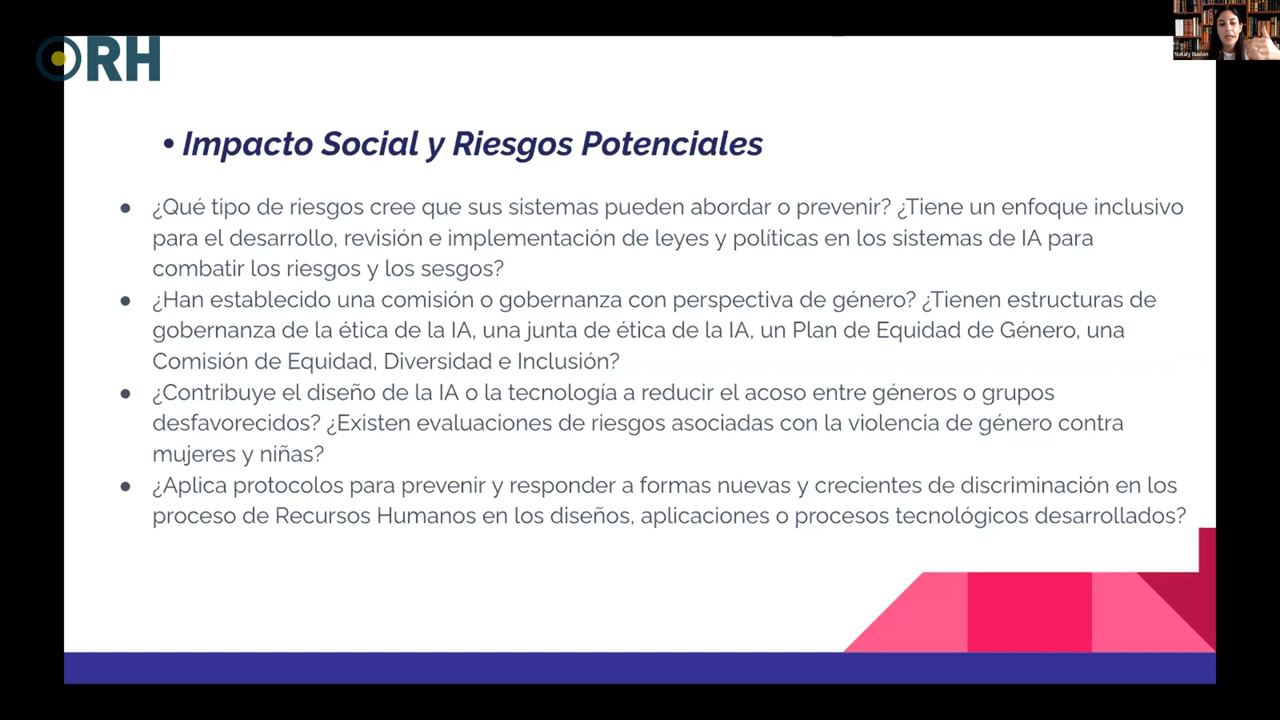 ORH
Nataly Buslón
• Impacto Social y Riesgos Potenciales
● ¿Qué tipo de riesgos cree que sus sistemas pueden abordar o prevenir? ¿Tiene un enfoque inclusivo
para el desarrollo, revisión e implementación de leyes y políticas en los sistemas de IA para
combatir los riesgos y los sesgos?
● ¿Han establecido una comisión o gobernanza con perspectiva de género? ¿Tienen estructuras de
gobernanza de la ética de la IA, una junta de ética de la IA, un Plan de Equidad de Género, una
Comisión de Equidad, Diversidad e Inclusión?
● ¿Contribuye el diseño de la IA o la tecnología a reducir el acoso entre géneros o grupos
desfavorecidos? ¿Existen evaluaciones de riesgos asociadas con la violencia de género contra
mujeres y niñas?
● ¿Aplica protocolos para prevenir y responder a formas nuevas y crecientes de discriminación en los
proceso de Recursos Humanos en los diseños, aplicaciones o procesos tecnológicos desarrollados?